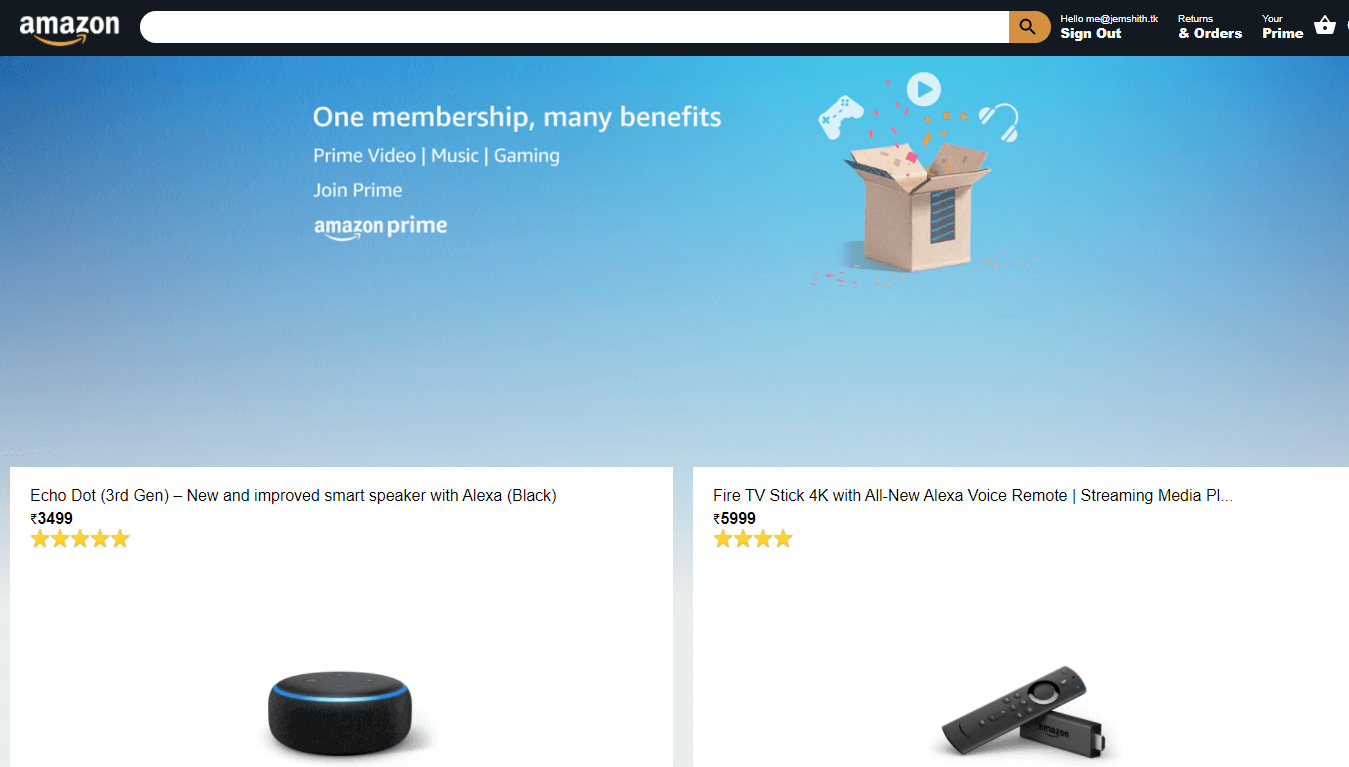 amazon
Hello me@jemshith.tk
Sign Out
Returns
& Orders
Your
Prime
One membership, many benefits
Prime Video | Music | Gaming
Join Prime
amazon prime
Echo Dot (3rd Gen) – New and improved smart speaker with Alexa (Black)
₹3499
Fire TV Stick 4K with All-New Alexa Voice Remote | Streaming Media Pl...
₹5999
amazon